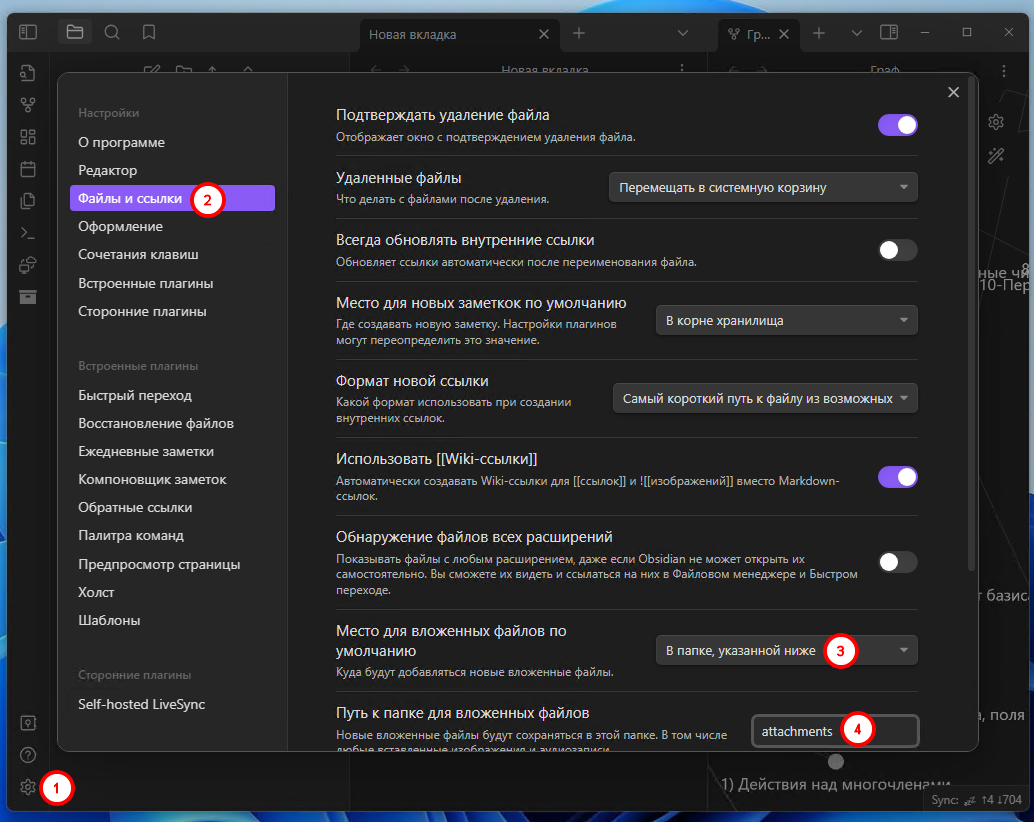 Новая вкладка
Гр...
Новая вкладка
Граф
Настройки
О программе
Редактор
Файлы и ссылки
2
Оформление
Сочетания клавиш
Встроенные плагины
Сторонние плагины
Встроенные плагины
Быстрый переход
Восстановление файлов
Ежедневные заметки
Компоновщик заметок
Обратные ссылки
Палитра команд
Предпросмотр страницы
Холст
Шаблоны
Сторонние плагины
Self-hosted LiveSync
1
Подтверждать удаление файла
Отображает окно с подтверждением удаления файла.
Удаленные файлы
Что делать с файлами после удаления.
Перемещать в системную корзину
Всегда обновлять внутренние ссылки
Обновляет ссылки автоматически после переименования файла.
Место для новых заметкок по умолчанию
Где создавать новую заметку. Настройки плагинов
могут переопределить это значение.
В корне хранилища
Формат новой ссылки
Какой формат использовать при создании
внутренних ссылок.
Самый короткий путь к файлу из возможных
Использовать [[Wiki-ссылки]]
Автоматически создавать Wiki-ссылки для [[ссылок]] и ![[изображений]] вместо Markdown-
ссылок.
Обнаружение файлов всех расширений
Показывать файлы с любым расширением, даже если Obsidian не может открыть их
самостоятельно. Вы сможете их видеть и ссылаться на них в Файловом менеджере и Быстром
переходе.
Место для вложенных файлов по
умолчанию
Куда будут добавляться новые вложенные файлы.
В папке, указанной ниже
3
Путь к папке для вложенных файлов
Новые вложенные файлы будут сохраняться в этой папке. В том числе
любые вставленные изображения и аудиозаписи.
attachments
4
ные чи
10-Пер
т базиса
а, поля
1) Действия над многочленами
Sync: 💤 ↑4 ↓704